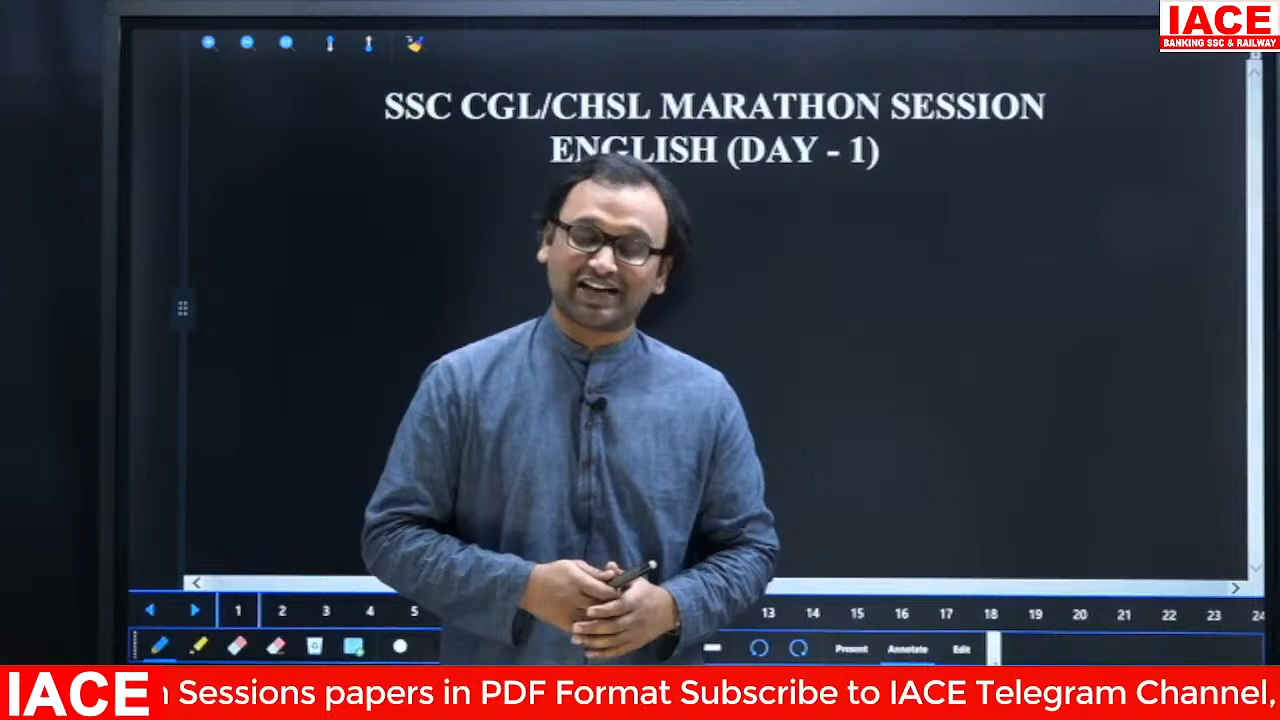 IACE
BANKING SSC & RAILWAY
SSC CGL/CHSL MARATHON SESSION
ENGLISH (DAY - 1)
1 2 3 4 5 13 14 15 16 17 18 19 20 21 22 23 24
Present Annotate Edit
IACE Sessions papers in PDF Format Subscribe to IACE Telegram Channel,